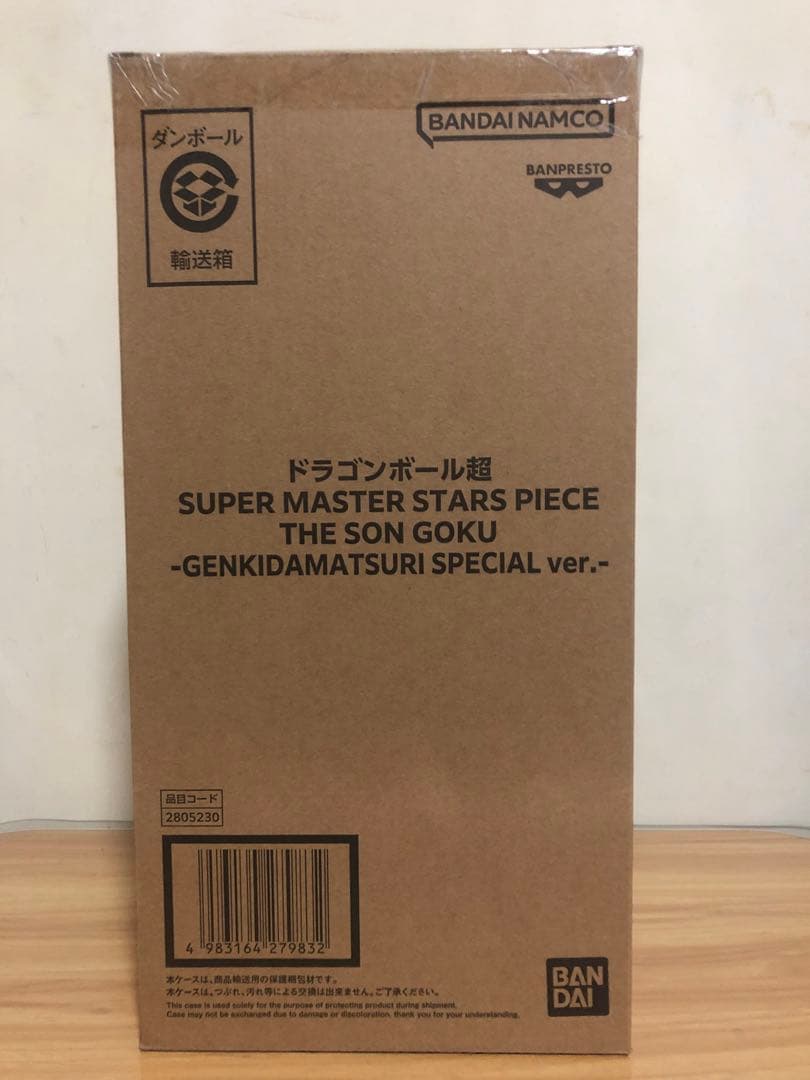 ダンボール
輸送箱
BANDAI NAMCO
BANPRESTO
ドラゴンボール超
SUPER MASTER STARS PIECE
THE SON GOKU
-GENKIDAMATSURI SPECIAL ver.-
品目コード
2805230
4 983164 279832
本ケースは、商品輸送用の保護梱包材です。
本ケースは、つぶれ、汚れ等による交換は出来ません。ご了承ください。
This case is used solely for the purpose of protecting product during shipment.
Case may not be exchanged due to damage or discoloration, thank you for your understanding.
BAN
DAI